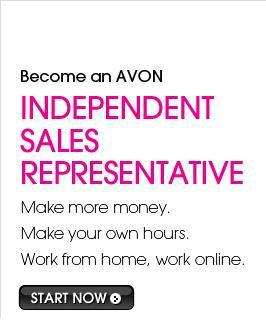 Become an AVON
INDEPENDENT
SALES
REPRESENTATIVE
Make more money.
Make your own hours.
Work from home, work online.
START NOW